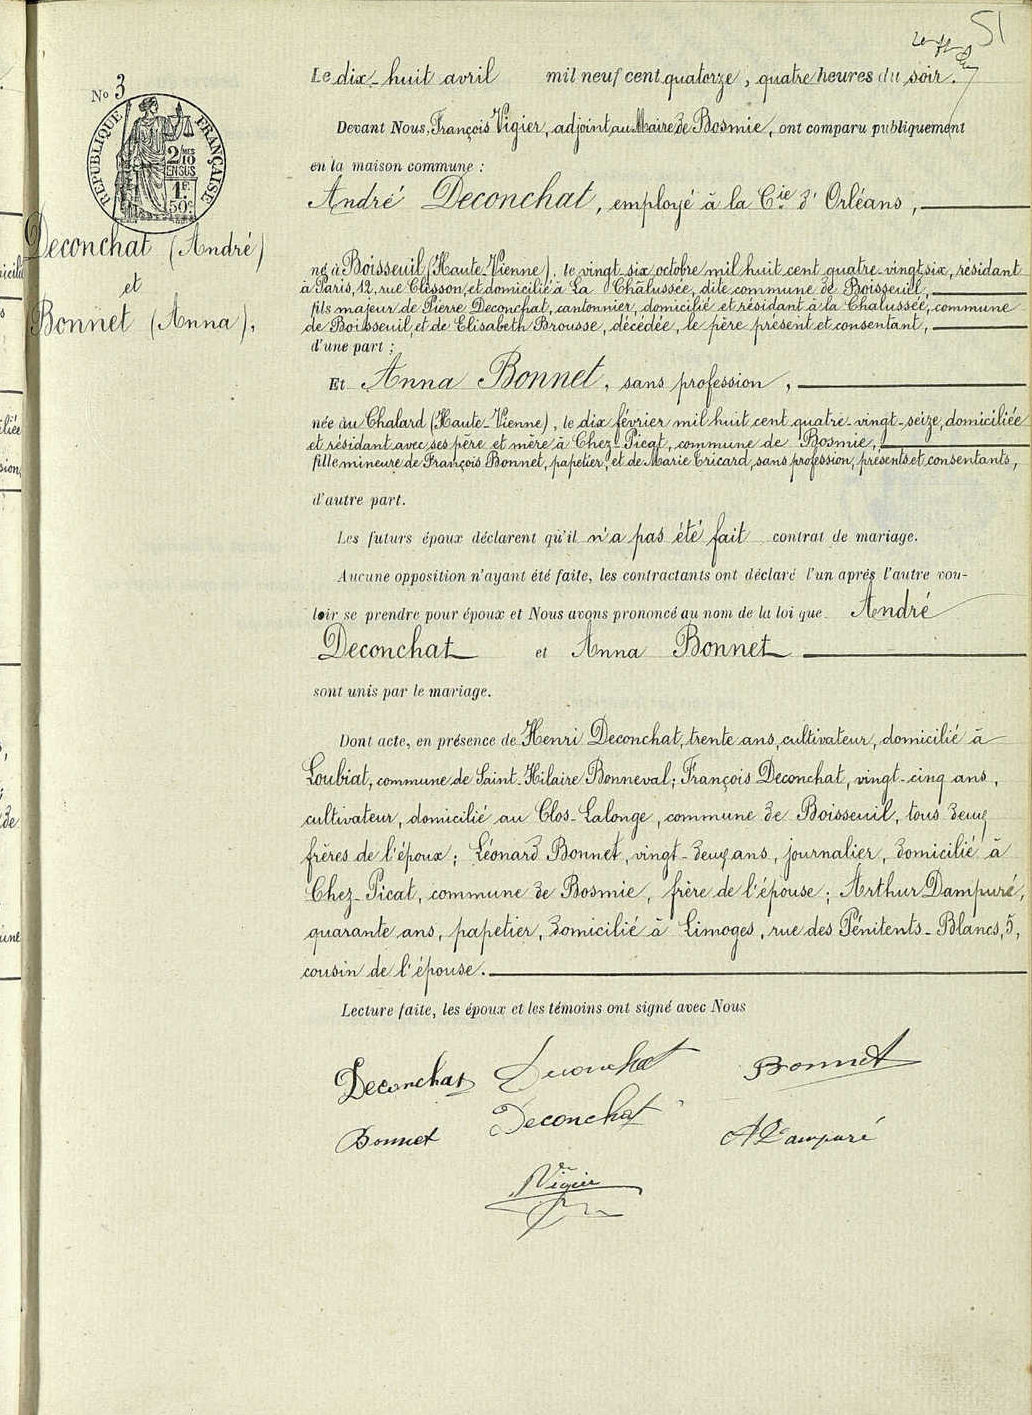 51
N° 3
RÉPUBLIQUE FRANÇAISE
2/10
EN SUS
1 F.
50 c.
Deconchat (André)
et
Bonnet (Anna),
Le dix-huit avril mil neuf cent quatorze, quatre heures du soir.
Devant Nous, François Vigier, adjoint au Maire de Bosmie, ont comparu publiquement
en la maison commune :
André Deconchat, employé à la Cie d'Orléans,
né à Boisseuil (Haute-Vienne), le vingt six octobre mil huit cent quatre-vingt six, résidant
à Paris, 12, rue Clisson, et domicilié à La Chalussée, dite commune de Boisseuil,
fils majeur de Pierre Deconchat, cantonnier, domicilié et résidant à la Chalussée, commune
de Boisseuil, et de Elisabeth Brousse, décédée, le père présent et consentant,
d'une part ;
Et Anna Bonnet, sans profession,
née au Chalard (Haute-Vienne), le dix février mil huit cent quatre-vingt-seize, domiciliée
et résidant avec ses père et mère à Chez-Picat, commune de Bosmie,
fille mineure de François Bonnet, papetier, et de Marie Tricard, sans profession, présents et consentants,
d'autre part.
Les futurs époux déclarent qu'il n'a pas été fait contrat de mariage.
Aucune opposition n'ayant été faite, les contractants ont déclaré l'un après l'autre vou-
loir se prendre pour époux et Nous avons prononcé au nom de la loi que André
Deconchat et Anna Bonnet
sont unis par le mariage.
Dont acte, en présence de Henri Deconchat, trente ans, cultivateur, domicilié à
Loubiat, commune de Saint-Hilaire Bonneval; François Deconchat, vingt-cinq ans,
cultivateur, domicilié au Clos-Lalonge, commune de Boisseuil, tous deux
frères de l'époux; Léonard Bonnet, vingt-deux ans, journalier, domicilié à
Chez-Picat, commune de Bosmie, frère de l'épouse; Arthur Dampuré,
quarante ans, papetier, domicilié à Limoges, rue des Pénitents-Blancs, 5,
cousin de l'épouse.
Lecture faite, les époux et les témoins ont signé avec Nous
Deconchat Deconchat Bonnet
Bonnet Deconchat A Dampuré
Vigier